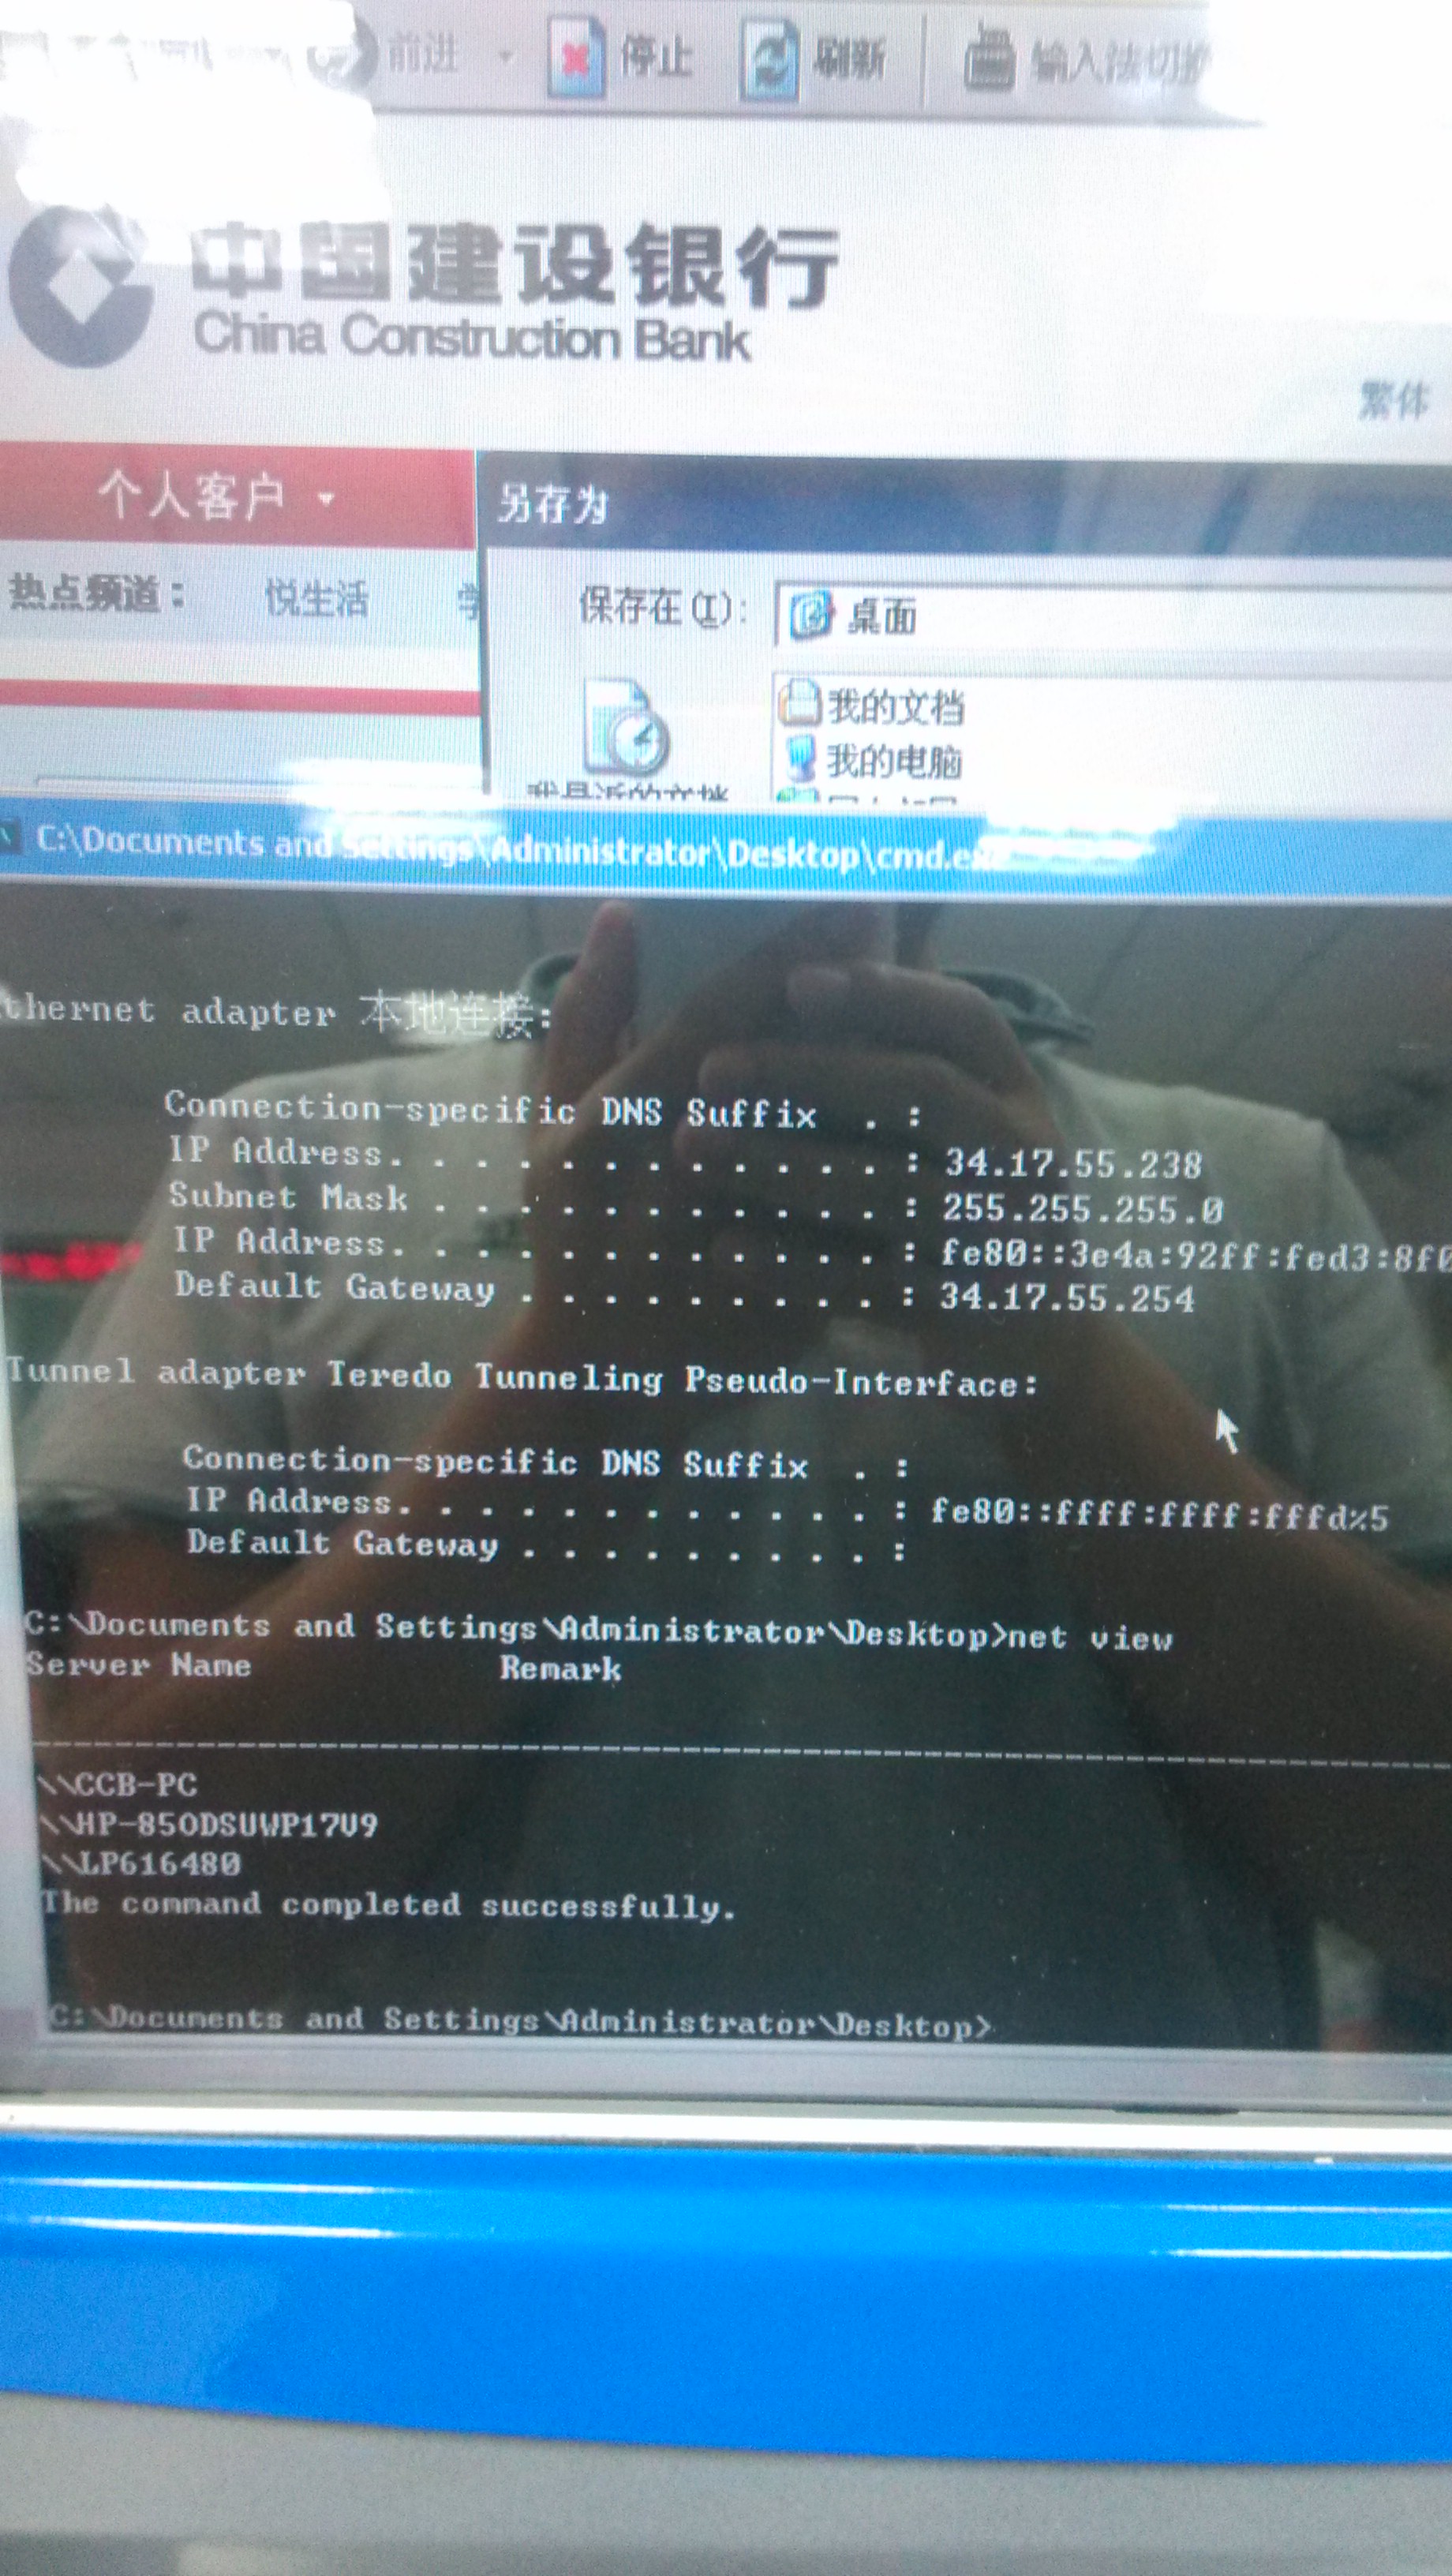 前进 停止 刷新 输入法切换
中国建设银行
China Construction Bank
繁体
个人客户
另存为
热点频道： 悦生活 学
保存在(I): 桌面
我的文档
我的电脑
C:\Documents and Settings\Administrator\Desktop\cmd.exe
thernet adapter 本地连接:
Connection-specific DNS Suffix  . :
IP Address. . . . . . . . . . . . : 34.17.55.238
Subnet Mask . . . . . . . . . . . : 255.255.255.0
IP Address. . . . . . . . . . . . : fe80::3e4a:92ff:fed3:8f0
Default Gateway . . . . . . . . . : 34.17.55.254
Tunnel adapter Teredo Tunneling Pseudo-Interface:
Connection-specific DNS Suffix  . :
IP Address. . . . . . . . . . . . : fe80::ffff:ffff:fffd%5
Default Gateway . . . . . . . . . :
C:\Documents and Settings\Administrator\Desktop>net view
Server Name            Remark
-------------------------------------------------------------------------------
\\CCB-PC
\\HP-850DSUWP17V9
\\LP616480
The command completed successfully.
C:\Documents and Settings\Administrator\Desktop>